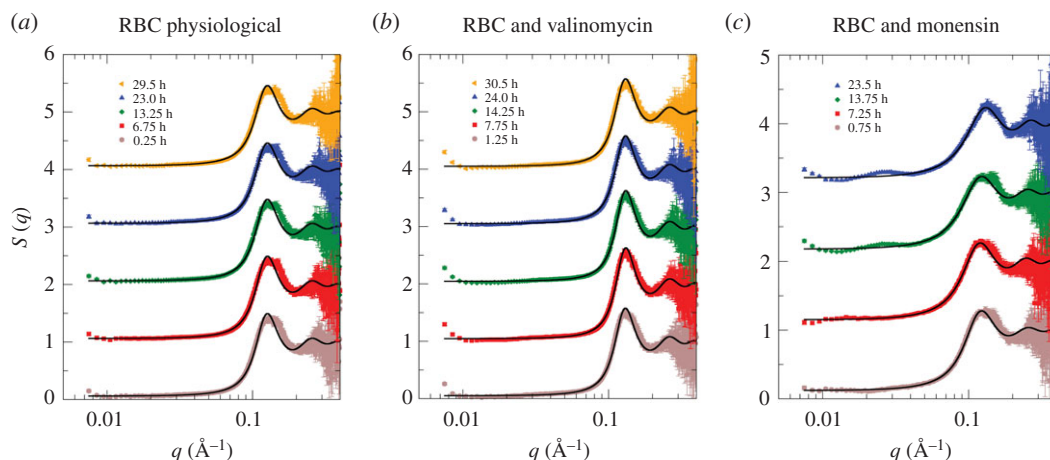 (a) RBC physiological
6
5
4
3
2
1
0
S (q)
29.5 h
23.0 h
13.25 h
6.75 h
0.25 h
0.01 0.1
q (Å–1)
(b) RBC and valinomycin
6
5
4
3
2
1
0
30.5 h
24.0 h
14.25 h
7.75 h
1.25 h
0.01 0.1
q (Å–1)
(c) RBC and monensin
5
4
3
2
1
0
23.5 h
13.75 h
7.25 h
0.75 h
0.01 0.1
q (Å–1)